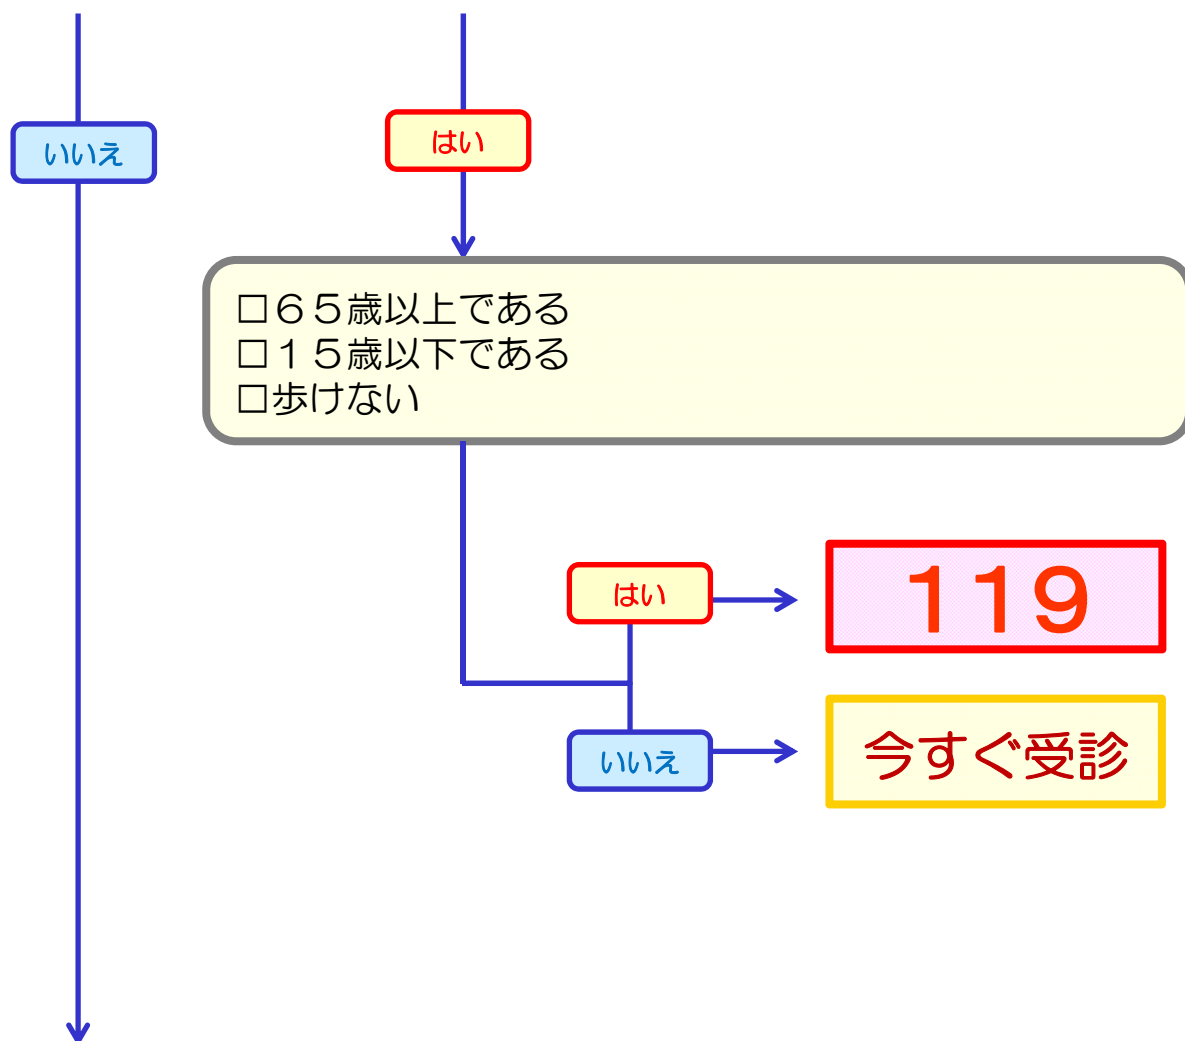 いいえ
はい
□６５歳以上である
□１５歳以下である
□歩けない
はい
１１９
いいえ
今すぐ受診